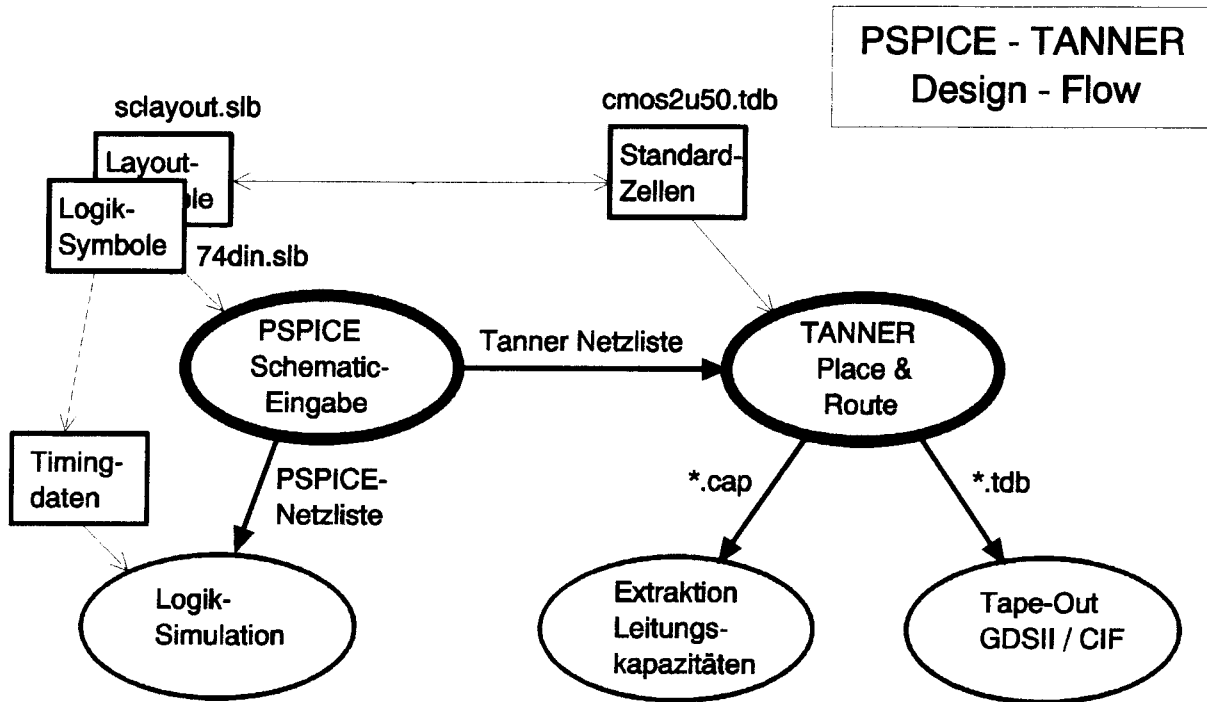 PSPICE - TANNER
Design - Flow
sclayout.slb
cmos2u50.tdb
Layout-
Standard-
Zellen
Logik-
Symbole
74din.slb
PSPICE
Schematic-
Eingabe
Tanner Netzliste
TANNER
Place &
Route
Timing-
daten
PSPICE-
Netzliste
*.cap
*.tdb
Logik-
Simulation
Extraktion
Leitungs-
kapazitäten
Tape-Out
GDSII / CIF